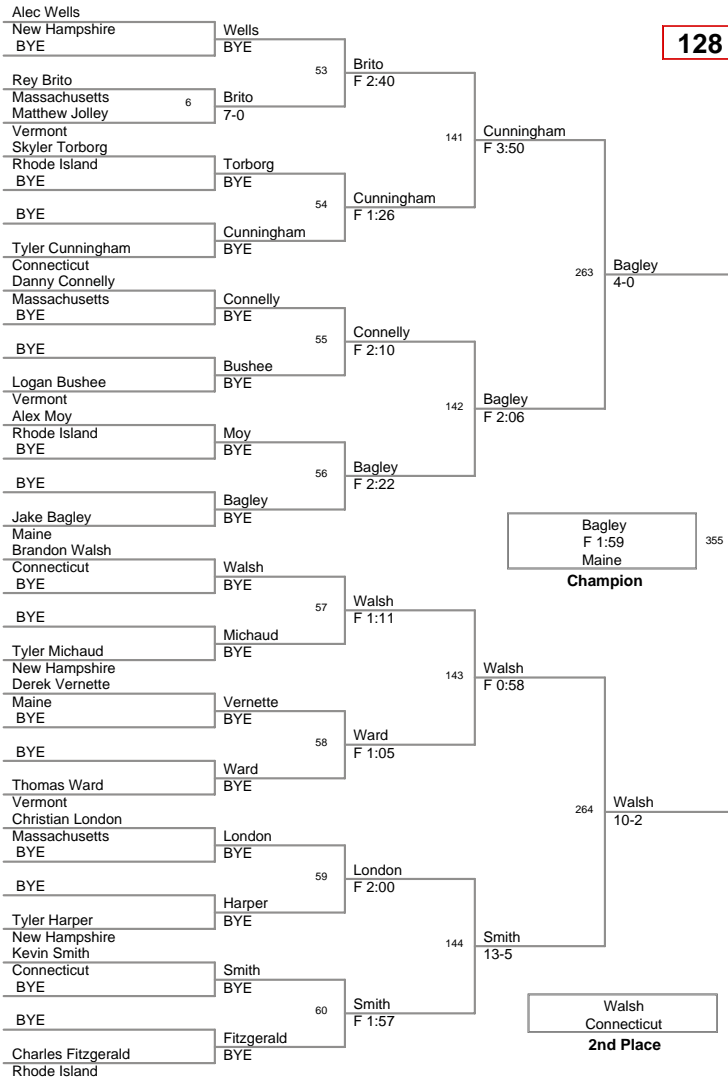 128
Alec Wells
New Hampshire
BYE
Rey Brito
Massachusetts
Matthew Jolley
Vermont
Skyler Torborg
Rhode Island
BYE
BYE
Tyler Cunningham
Connecticut
Danny Connelly
Massachusetts
BYE
BYE
Logan Bushee
Vermont
Alex Moy
Rhode Island
BYE
BYE
Jake Bagley
Maine
Brandon Walsh
Connecticut
BYE
BYE
Tyler Michaud
New Hampshire
Derek Vernette
Maine
BYE
BYE
Thomas Ward
Vermont
Christian London
Massachusetts
BYE
BYE
Tyler Harper
New Hampshire
Kevin Smith
Connecticut
BYE
BYE
Charles Fitzgerald
Rhode Island
6
Wells
BYE
Brito
7-0
Torborg
BYE
Cunningham
BYE
Connelly
BYE
Bushee
BYE
Moy
BYE
Bagley
BYE
Walsh
BYE
Michaud
BYE
Vernette
BYE
Ward
BYE
London
BYE
Harper
BYE
Smith
BYE
Fitzgerald
BYE
53
54
55
56
57
58
59
60
Brito
F 2:40
Cunningham
F 1:26
Connelly
F 2:10
Bagley
F 2:22
Walsh
F 1:11
Ward
F 1:05
London
F 2:00
Smith
F 1:57
141
142
143
144
Cunningham
F 3:50
Bagley
F 2:06
Walsh
F 0:58
Smith
13-5
263
264
Bagley
4-0
Walsh
10-2
Bagley
F 1:59
Maine
355
Champion
Walsh
Connecticut
2nd Place